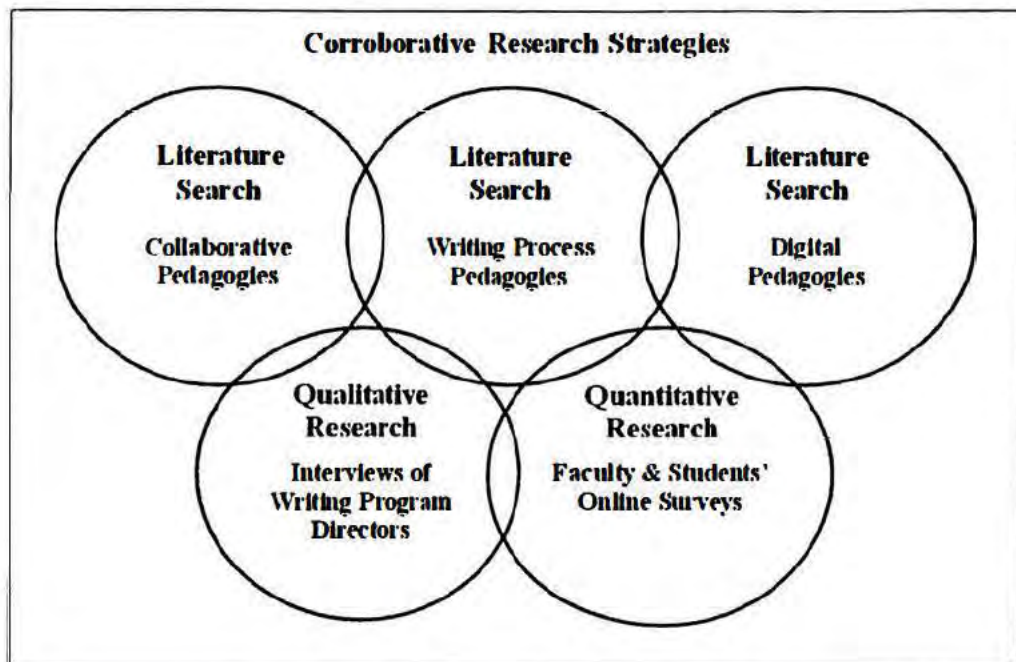 Corroborative Research Strategies
Literature
Search
Collaborative
Pedagogies
Literature
Search
Writing Process
Pedagogies
Literature
Search
Digital
Pedagogies
Qualitative
Research
Interviews of
Writing Program
Directors
Quantitative
Research
Faculty & Students'
Online Surveys